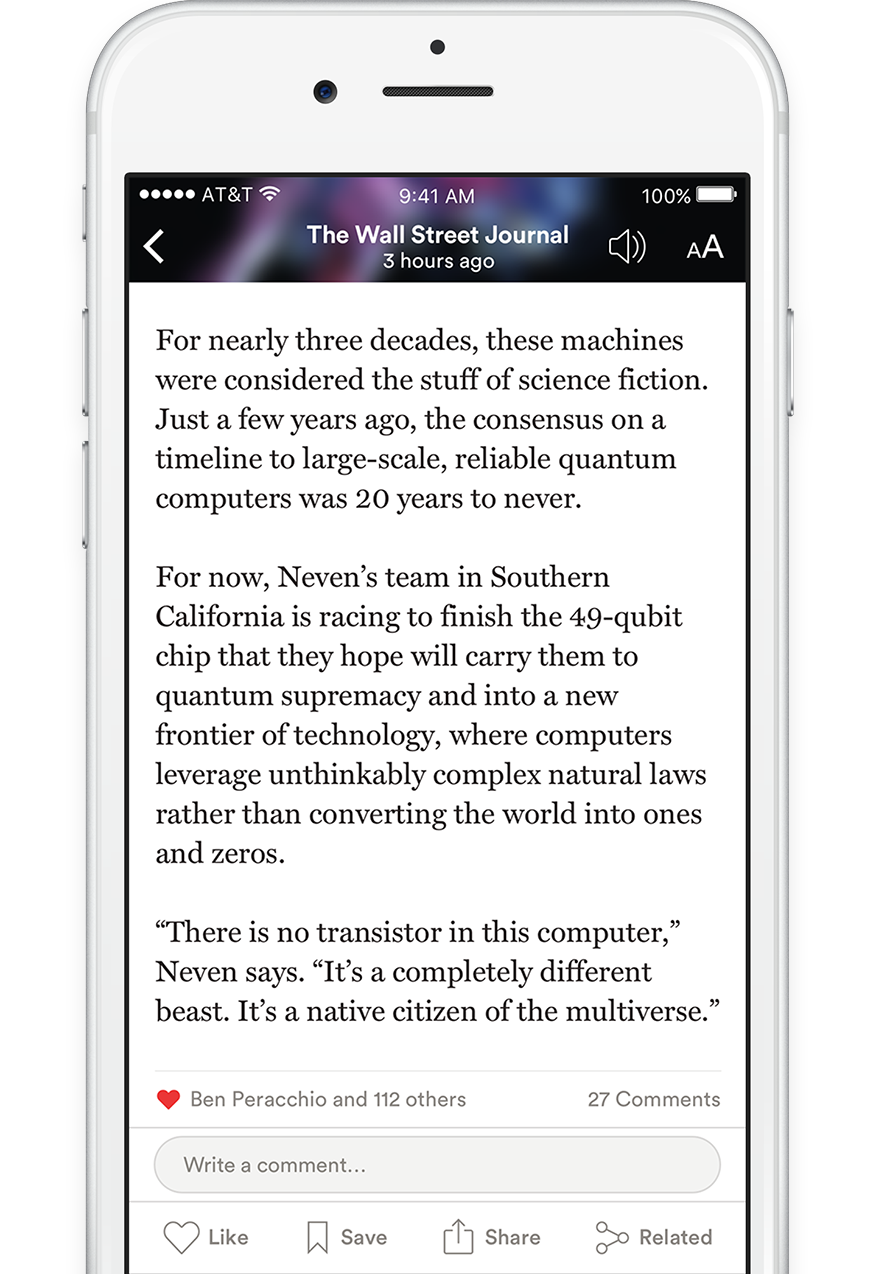 AT&T 9:41 AM 100%
The Wall Street Journal
3 hours ago
AA
For nearly three decades, these machines
were considered the stuff of science fiction.
Just a few years ago, the consensus on a
timeline to large-scale, reliable quantum
computers was 20 years to never.
For now, Neven’s team in Southern
California is racing to finish the 49-qubit
chip that they hope will carry them to
quantum supremacy and into a new
frontier of technology, where computers
leverage unthinkably complex natural laws
rather than converting the world into ones
and zeros.
“There is no transistor in this computer,”
Neven says. “It’s a completely different
beast. It’s a native citizen of the multiverse.”
Ben Peracchio and 112 others 27 Comments
Write a comment...
Like Save Share Related